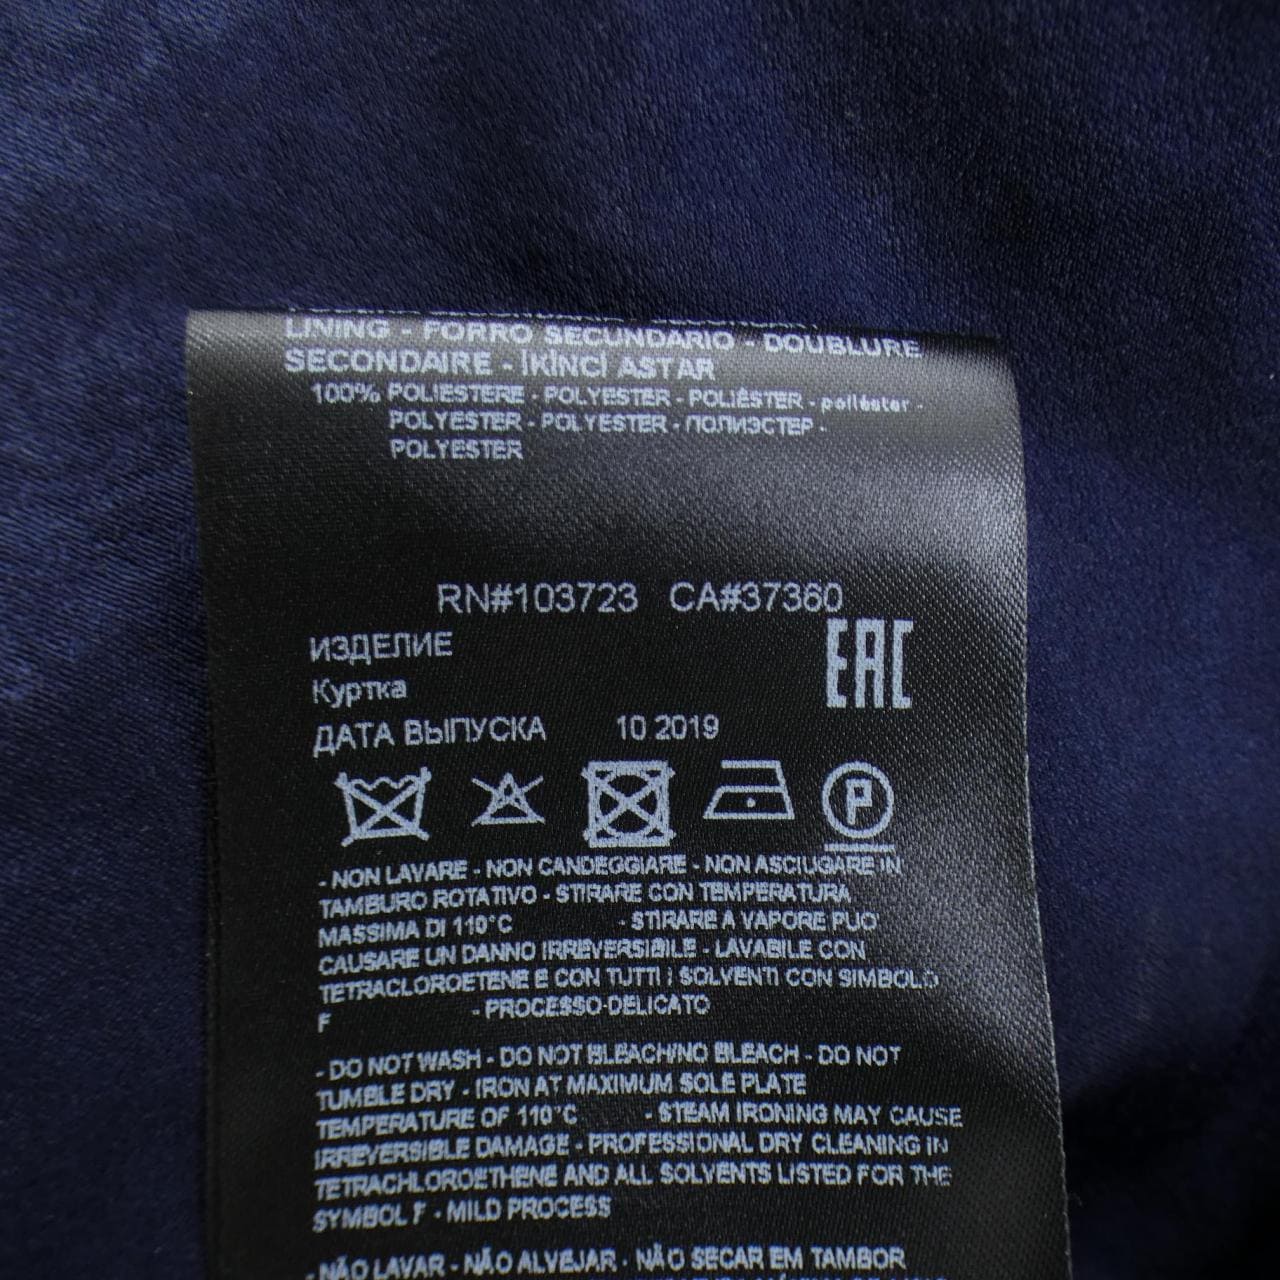 LINING - FORRO SECUNDARIO - DOUBLURE
SECONDAIRE - İKİNCİ ASTAR
100% POLIESTERE - POLYESTER - POLIÉSTER - poliéster -
POLYESTER - POLYESTER - ПОЛИЭСТЕР -
POLYESTER
RN#103723 CA#37360
ИЗДЕЛИЕ
EAC
Куртка
ДАТА ВЫПУСКА 10 2019
P
- NON LAVARE - NON CANDEGGIARE - NON ASCIUGARE IN
TAMBURO ROTATIVO - STIRARE CON TEMPERATURA
MASSIMA DI 110°C - STIRARE A VAPORE PUO'
CAUSARE UN DANNO IRREVERSIBILE - LAVABILE CON
TETRACLOROETENE E CON TUTTI I SOLVENTI CON SIMBOLO
F - PROCESSO-DELICATO
- DO NOT WASH - DO NOT BLEACH/NO BLEACH - DO NOT
TUMBLE DRY - IRON AT MAXIMUM SOLE PLATE
TEMPERATURE OF 110°C - STEAM IRONING MAY CAUSE
IRREVERSIBLE DAMAGE - PROFESSIONAL DRY CLEANING IN
TETRACHLOROETHENE AND ALL SOLVENTS LISTED FOR THE
SYMBOL F - MILD PROCESS
- NÃO LAVAR - NÃO ALVEJAR - NÃO SECAR EM TAMBOR